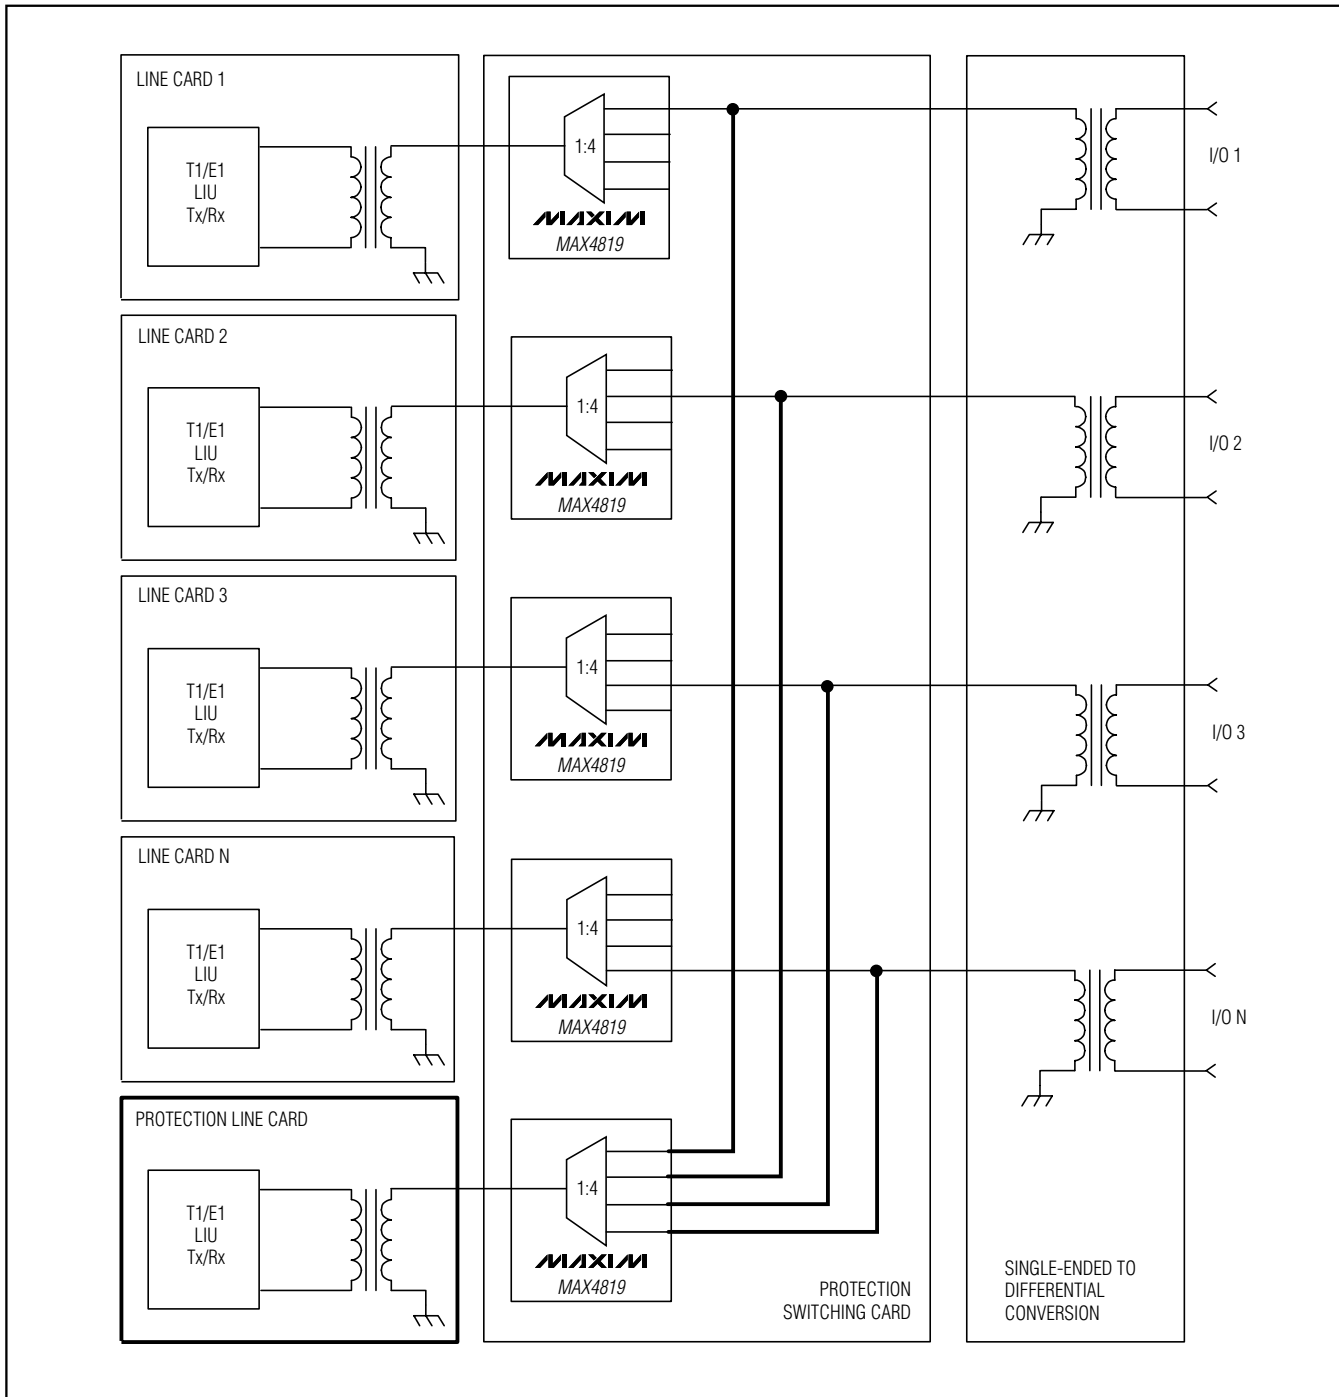 LINE CARD 1
T1/E1
LIU
Tx/Rx
1:4
MAXIM
MAX4819
I/O 1
LINE CARD 2
T1/E1
LIU
Tx/Rx
1:4
MAXIM
MAX4819
I/O 2
LINE CARD 3
T1/E1
LIU
Tx/Rx
1:4
MAXIM
MAX4819
I/O 3
LINE CARD N
T1/E1
LIU
Tx/Rx
1:4
MAXIM
MAX4819
I/O N
PROTECTION LINE CARD
T1/E1
LIU
Tx/Rx
1:4
MAXIM
MAX4819
PROTECTION
SWITCHING CARD
SINGLE-ENDED TO
DIFFERENTIAL
CONVERSION